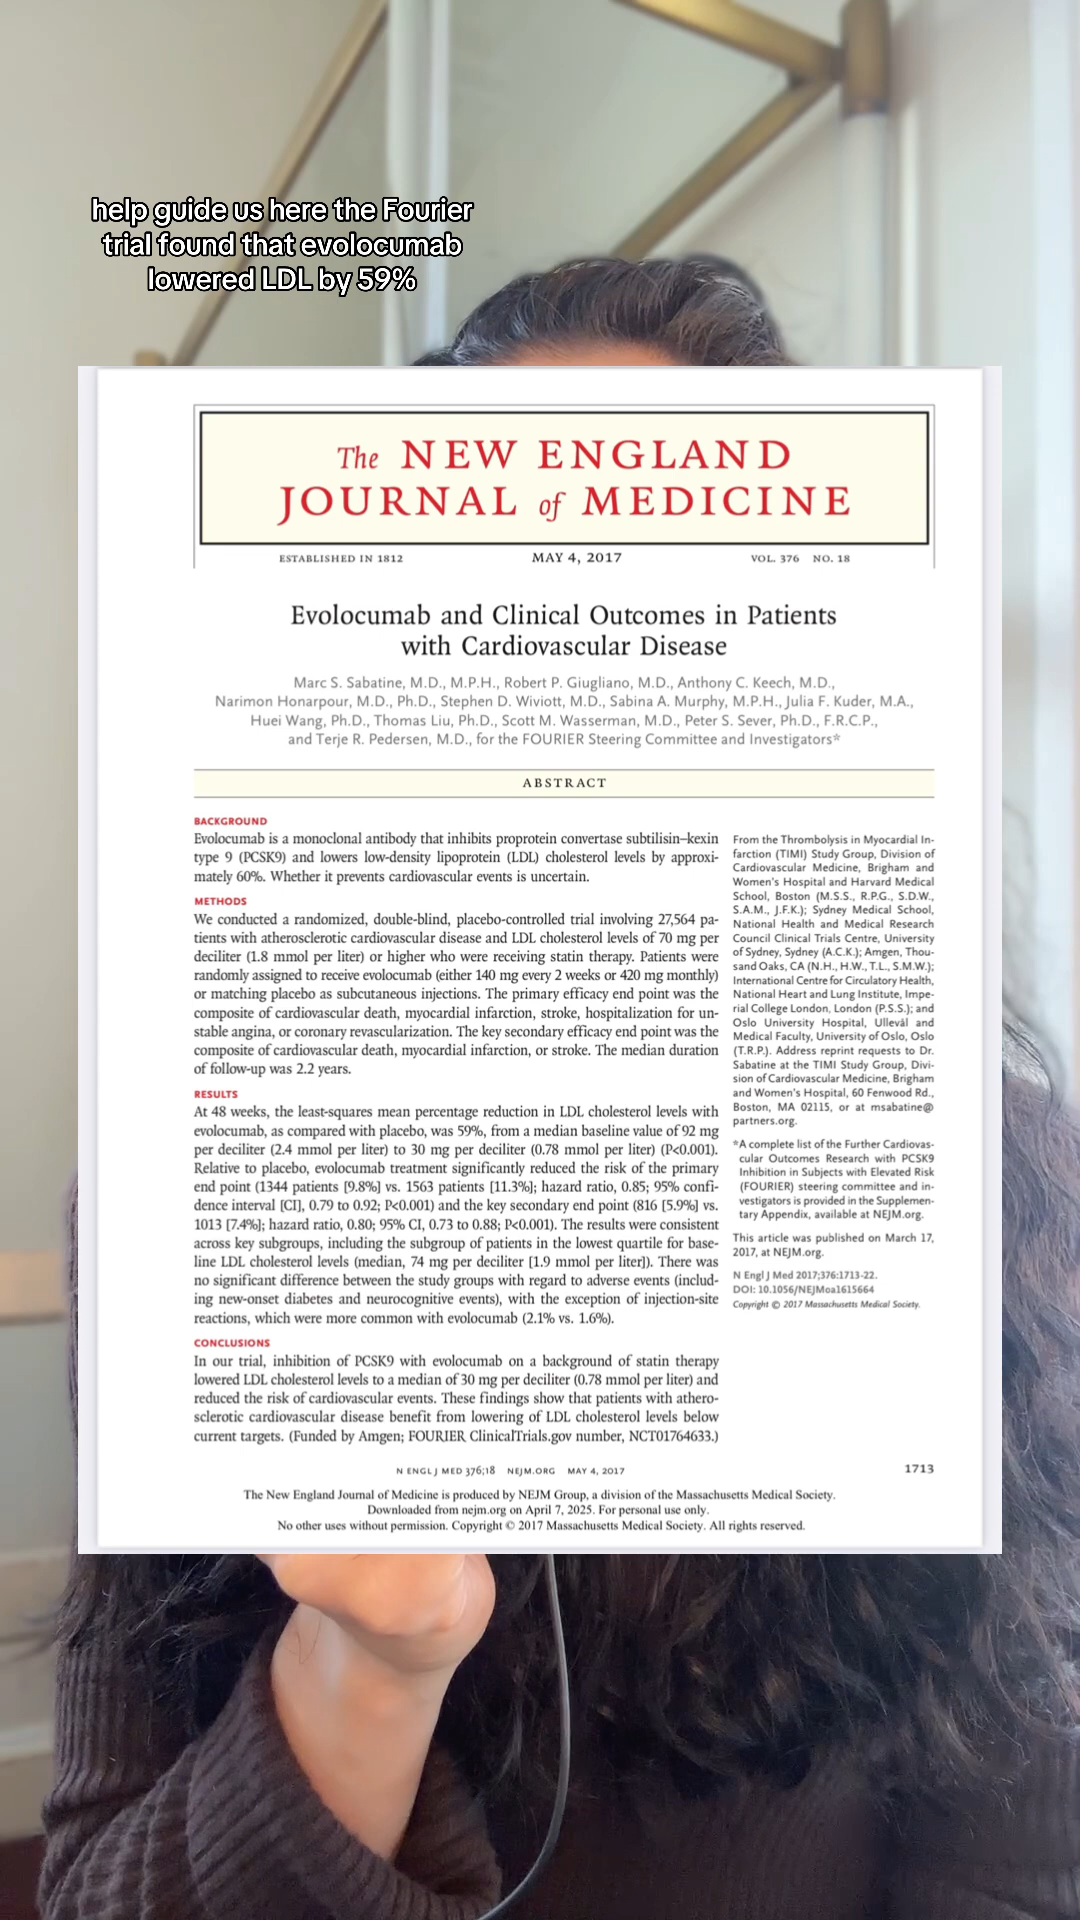 help guide us here the Fourier
trial found that evolocumab
lowered LDL by 59%
The NEW ENGLAND
JOURNAL of MEDICINE
ESTABLISHED IN 1812 MAY 4, 2017 VOL. 376 NO. 18
Evolocumab and Clinical Outcomes in Patients
with Cardiovascular Disease
Marc S. Sabatine, M.D., M.P.H., Robert P. Giugliano, M.D., Anthony C. Keech, M.D.,
Narimon Honarpour, M.D., Ph.D., Stephen D. Wiviott, M.D., Sabina A. Murphy, M.P.H., Julia F. Kuder, M.A.,
Huei Wang, Ph.D., Thomas Liu, Ph.D., Scott M. Wasserman, M.D., Peter S. Sever, Ph.D., F.R.C.P.,
and Terje R. Pedersen, M.D., for the FOURIER Steering Committee and Investigators*
ABSTRACT
BACKGROUND
Evolocumab is a monoclonal antibody that inhibits proprotein convertase subtilisin–kexin
type 9 (PCSK9) and lowers low-density lipoprotein (LDL) cholesterol levels by approxi-
mately 60%. Whether it prevents cardiovascular events is uncertain.
METHODS
We conducted a randomized, double-blind, placebo-controlled trial involving 27,564 pa-
tients with atherosclerotic cardiovascular disease and LDL cholesterol levels of 70 mg per
deciliter (1.8 mmol per liter) or higher who were receiving statin therapy. Patients were
randomly assigned to receive evolocumab (either 140 mg every 2 weeks or 420 mg monthly)
or matching placebo as subcutaneous injections. The primary efficacy end point was the
composite of cardiovascular death, myocardial infarction, stroke, hospitalization for un-
stable angina, or coronary revascularization. The key secondary efficacy end point was the
composite of cardiovascular death, myocardial infarction, or stroke. The median duration
of follow-up was 2.2 years.
RESULTS
At 48 weeks, the least-squares mean percentage reduction in LDL cholesterol levels with
evolocumab, as compared with placebo, was 59%, from a median baseline value of 92 mg
per deciliter (2.4 mmol per liter) to 30 mg per deciliter (0.78 mmol per liter) (P<0.001).
Relative to placebo, evolocumab treatment significantly reduced the risk of the primary
end point (1344 patients [9.8%] vs. 1563 patients [11.3%]; hazard ratio, 0.85; 95% confi-
dence interval [CI], 0.79 to 0.92; P<0.001) and the key secondary end point (816 [5.9%] vs.
1013 [7.4%]; hazard ratio, 0.80; 95% CI, 0.73 to 0.88; P<0.001). The results were consistent
across key subgroups, including the subgroup of patients in the lowest quartile for base-
line LDL cholesterol levels (median, 74 mg per deciliter [1.9 mmol per liter]). There was
no significant difference between the study groups with regard to adverse events (includ-
ing new-onset diabetes and neurocognitive events), with the exception of injection-site
reactions, which were more common with evolocumab (2.1% vs. 1.6%).
CONCLUSIONS
In our trial, inhibition of PCSK9 with evolocumab on a background of statin therapy
lowered LDL cholesterol levels to a median of 30 mg per deciliter (0.78 mmol per liter) and
reduced the risk of cardiovascular events. These findings show that patients with athero-
sclerotic cardiovascular disease benefit from lowering of LDL cholesterol levels below
current targets. (Funded by Amgen; FOURIER ClinicalTrials.gov number, NCT01764633.)
From the Thrombolysis in Myocardial In-
farction (TIMI) Study Group, Division of
Cardiovascular Medicine, Brigham and
Women's Hospital and Harvard Medical
School, Boston (M.S.S., R.P.G., S.D.W.,
S.A.M., J.F.K.); Sydney Medical School,
National Health and Medical Research
Council Clinical Trials Centre, University
of Sydney, Sydney (A.C.K.); Amgen, Thou-
sand Oaks, CA (N.H., H.W., T.L., S.M.W.);
International Centre for Circulatory Health,
National Heart and Lung Institute, Impe-
rial College London, London (P.S.S.); and
Oslo University Hospital, Ullevål and
Medical Faculty, University of Oslo, Oslo
(T.R.P.). Address reprint requests to Dr.
Sabatine at the TIMI Study Group, Divi-
sion of Cardiovascular Medicine, Brigham
and Women's Hospital, 60 Fenwood Rd.,
Boston, MA 02115, or at msabatine@
partners.org.
*A complete list of the Further Cardiovas-
cular Outcomes Research with PCSK9
Inhibition in Subjects with Elevated Risk
(FOURIER) steering committee and in-
vestigators is provided in the Supplemen-
tary Appendix, available at NEJM.org.
This article was published on March 17,
2017, at NEJM.org.
N Engl J Med 2017;376:1713-22.
DOI: 10.1056/NEJMoa1615664
Copyright © 2017 Massachusetts Medical Society.
N ENGL J MED 376;18 NEJM.ORG MAY 4, 2017 1713
The New England Journal of Medicine is produced by NEJM Group, a division of the Massachusetts Medical Society.
Downloaded from nejm.org on April 7, 2025. For personal use only.
No other uses without permission. Copyright © 2017 Massachusetts Medical Society. All rights reserved.